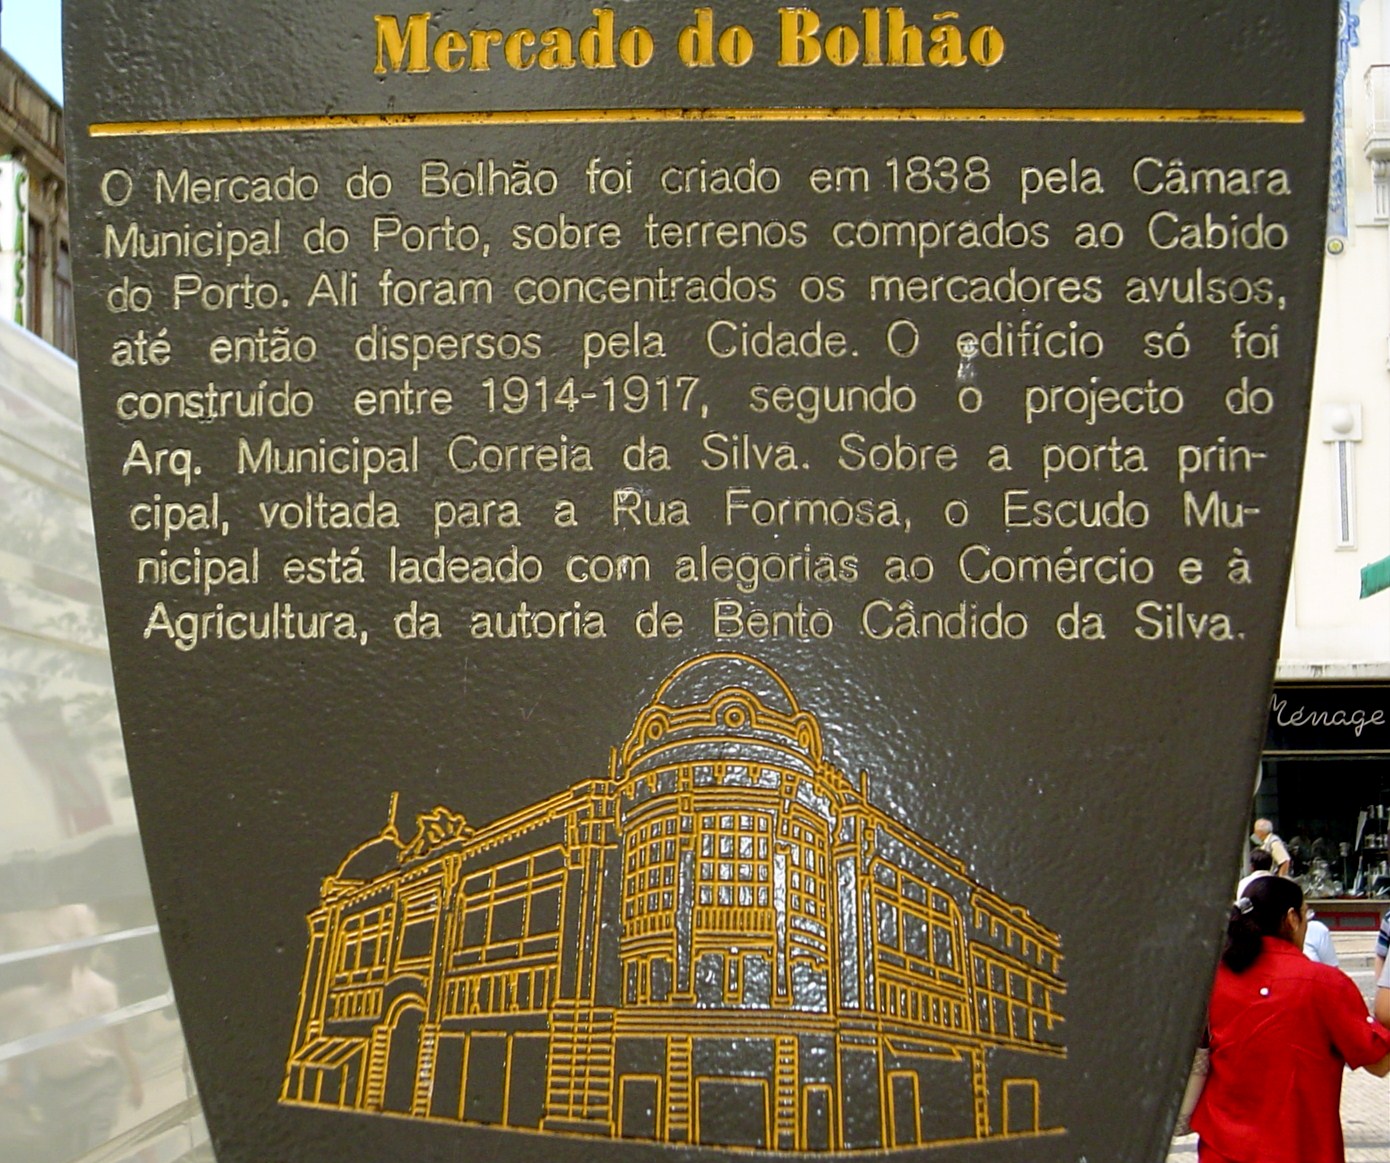 Mercado do Bolhão
O Mercado do Bolhão foi criado em 1838 pela Câmara
Municipal do Porto, sobre terrenos comprados ao Cabido
do Porto. Ali foram concentrados os mercadores avulsos,
até então dispersos pela Cidade. O edifício só foi
construído entre 1914-1917, segundo o projecto do
Arq. Municipal Correia da Silva. Sobre a porta prin-
cipal, voltada para a Rua Formosa, o Escudo Mu-
nicipal está ladeado com alegorias ao Comércio e à
Agricultura, da autoria de Bento Cândido da Silva.
Ménage